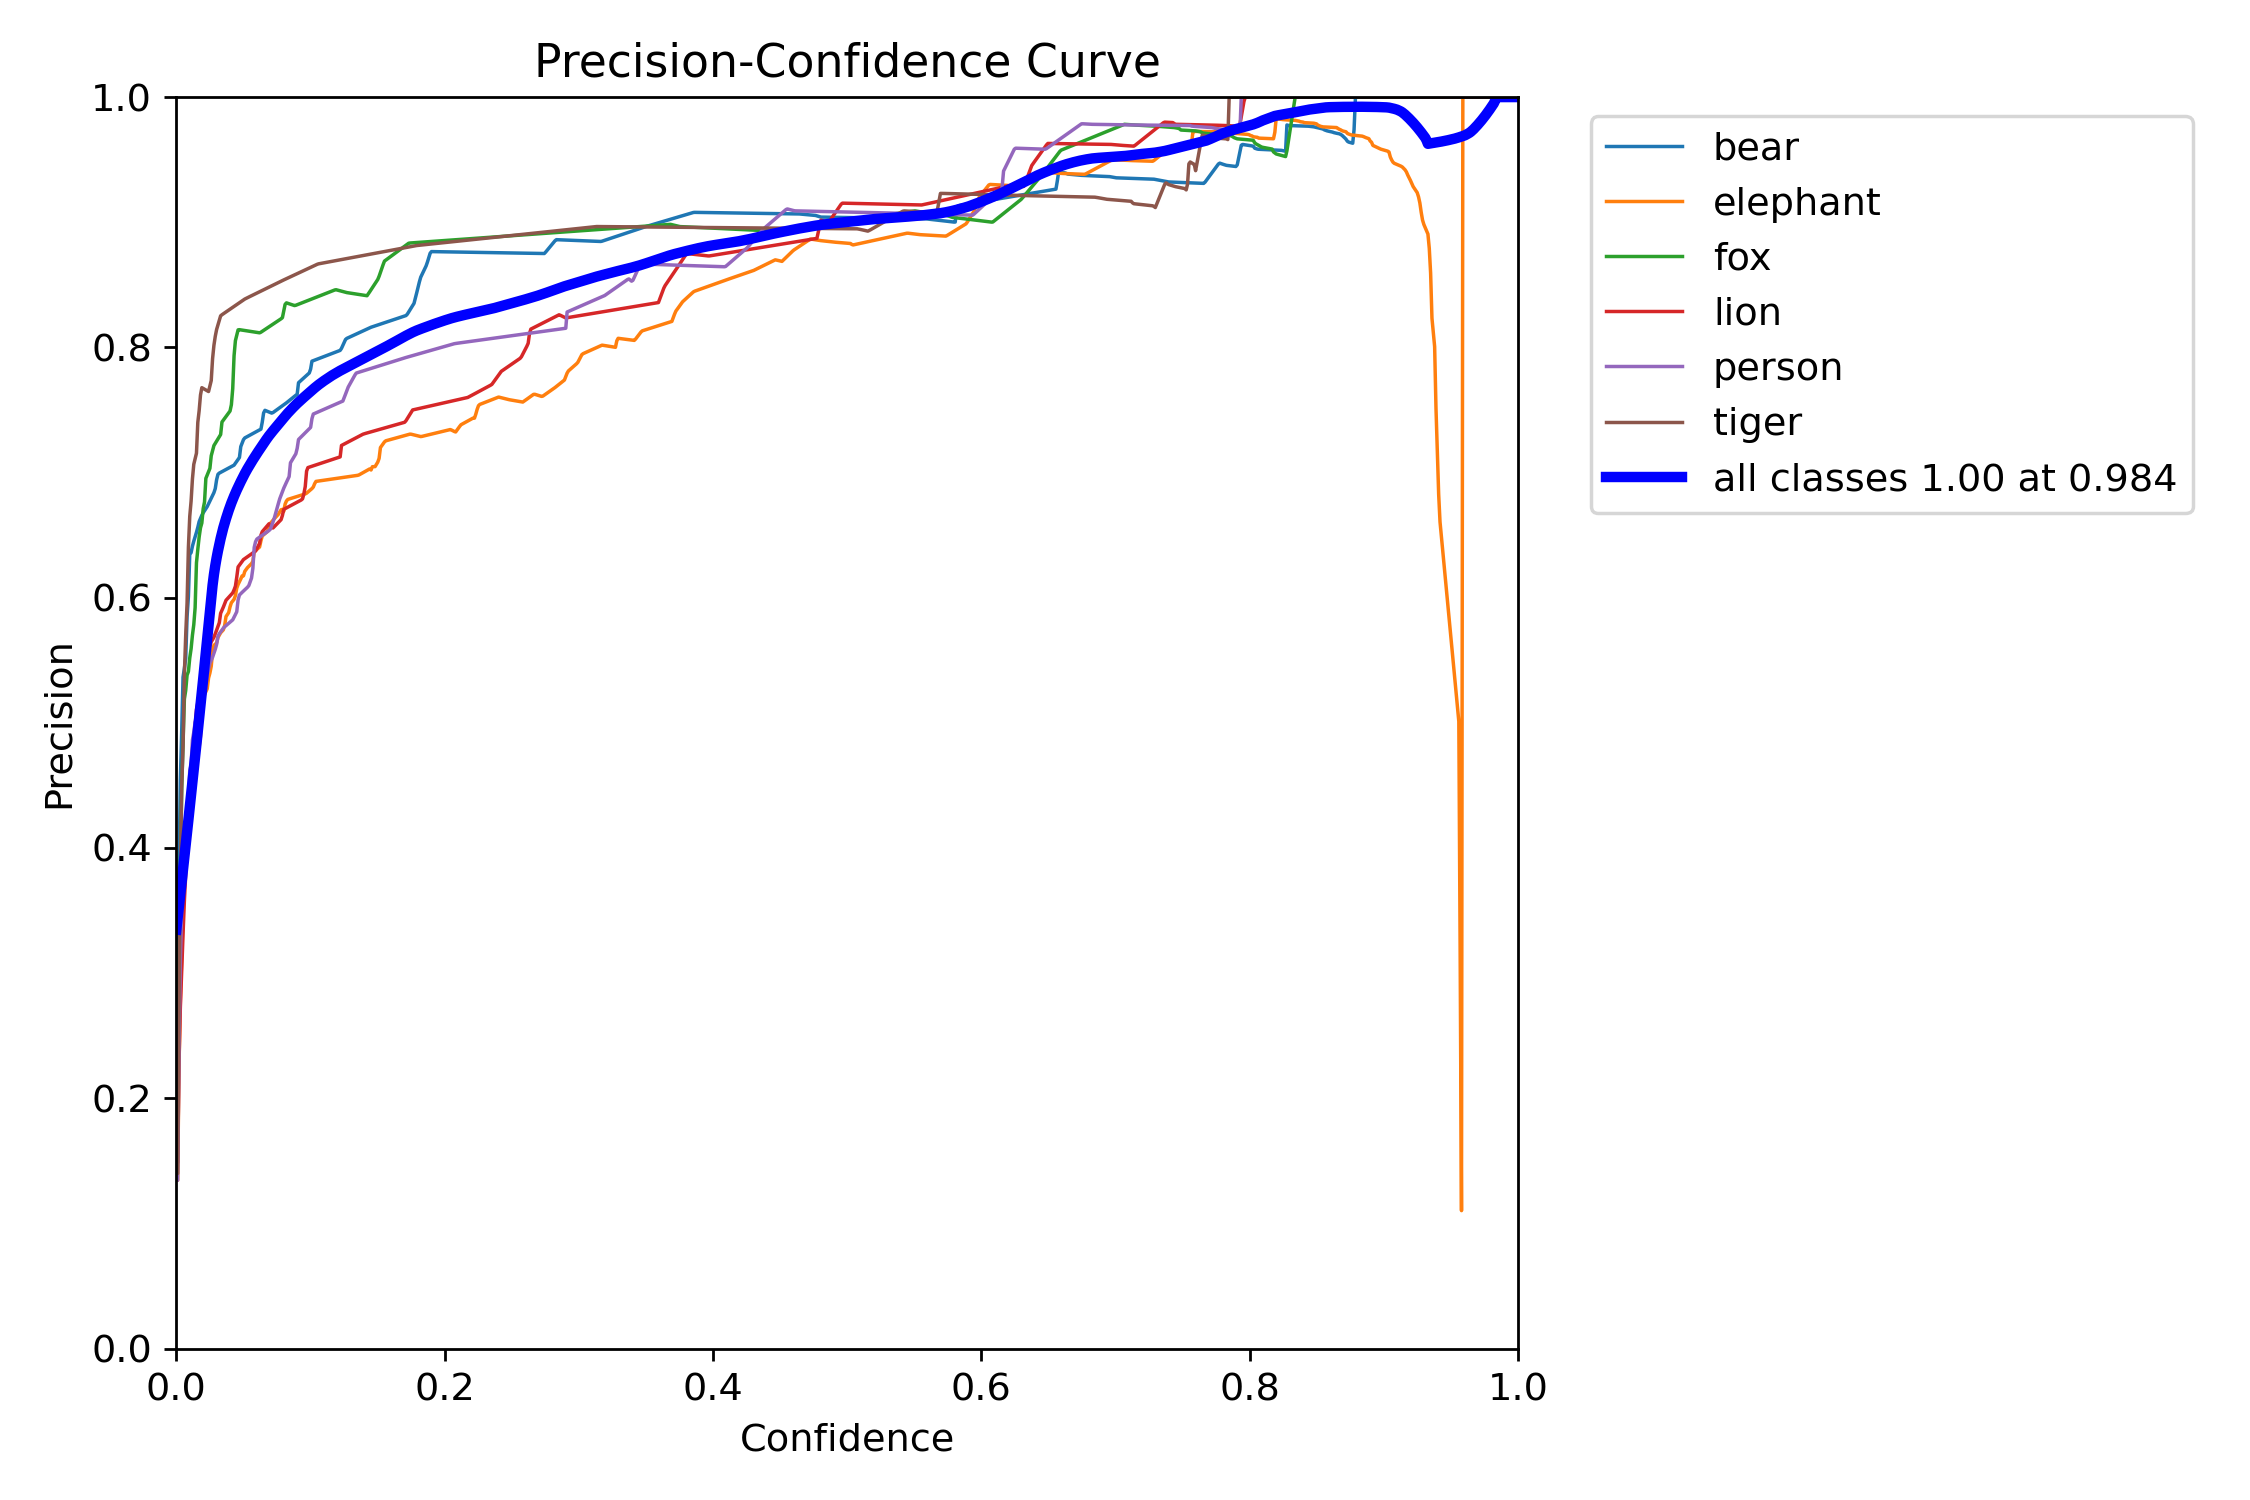 Precision-Confidence Curve
1.0
0.8
0.6
0.4
0.2
0.0
Precision
0.0 0.2 0.4 0.6 0.8 1.0
Confidence
bear
elephant
fox
lion
person
tiger
all classes 1.00 at 0.984